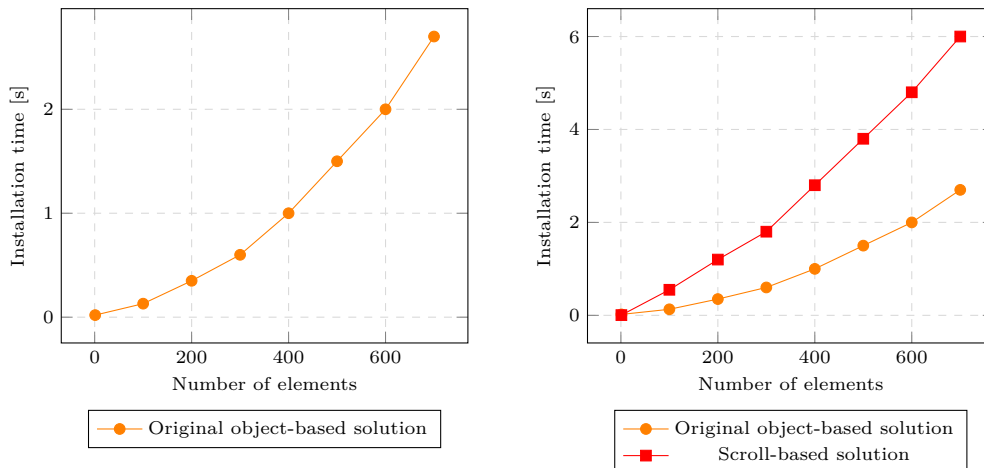 2
1
0
Installation time [s]
0
200
400
600
Number of elements
Original object-based solution
6
4
2
0
Installation time [s]
0
200
400
600
Number of elements
Original object-based solution
Scroll-based solution